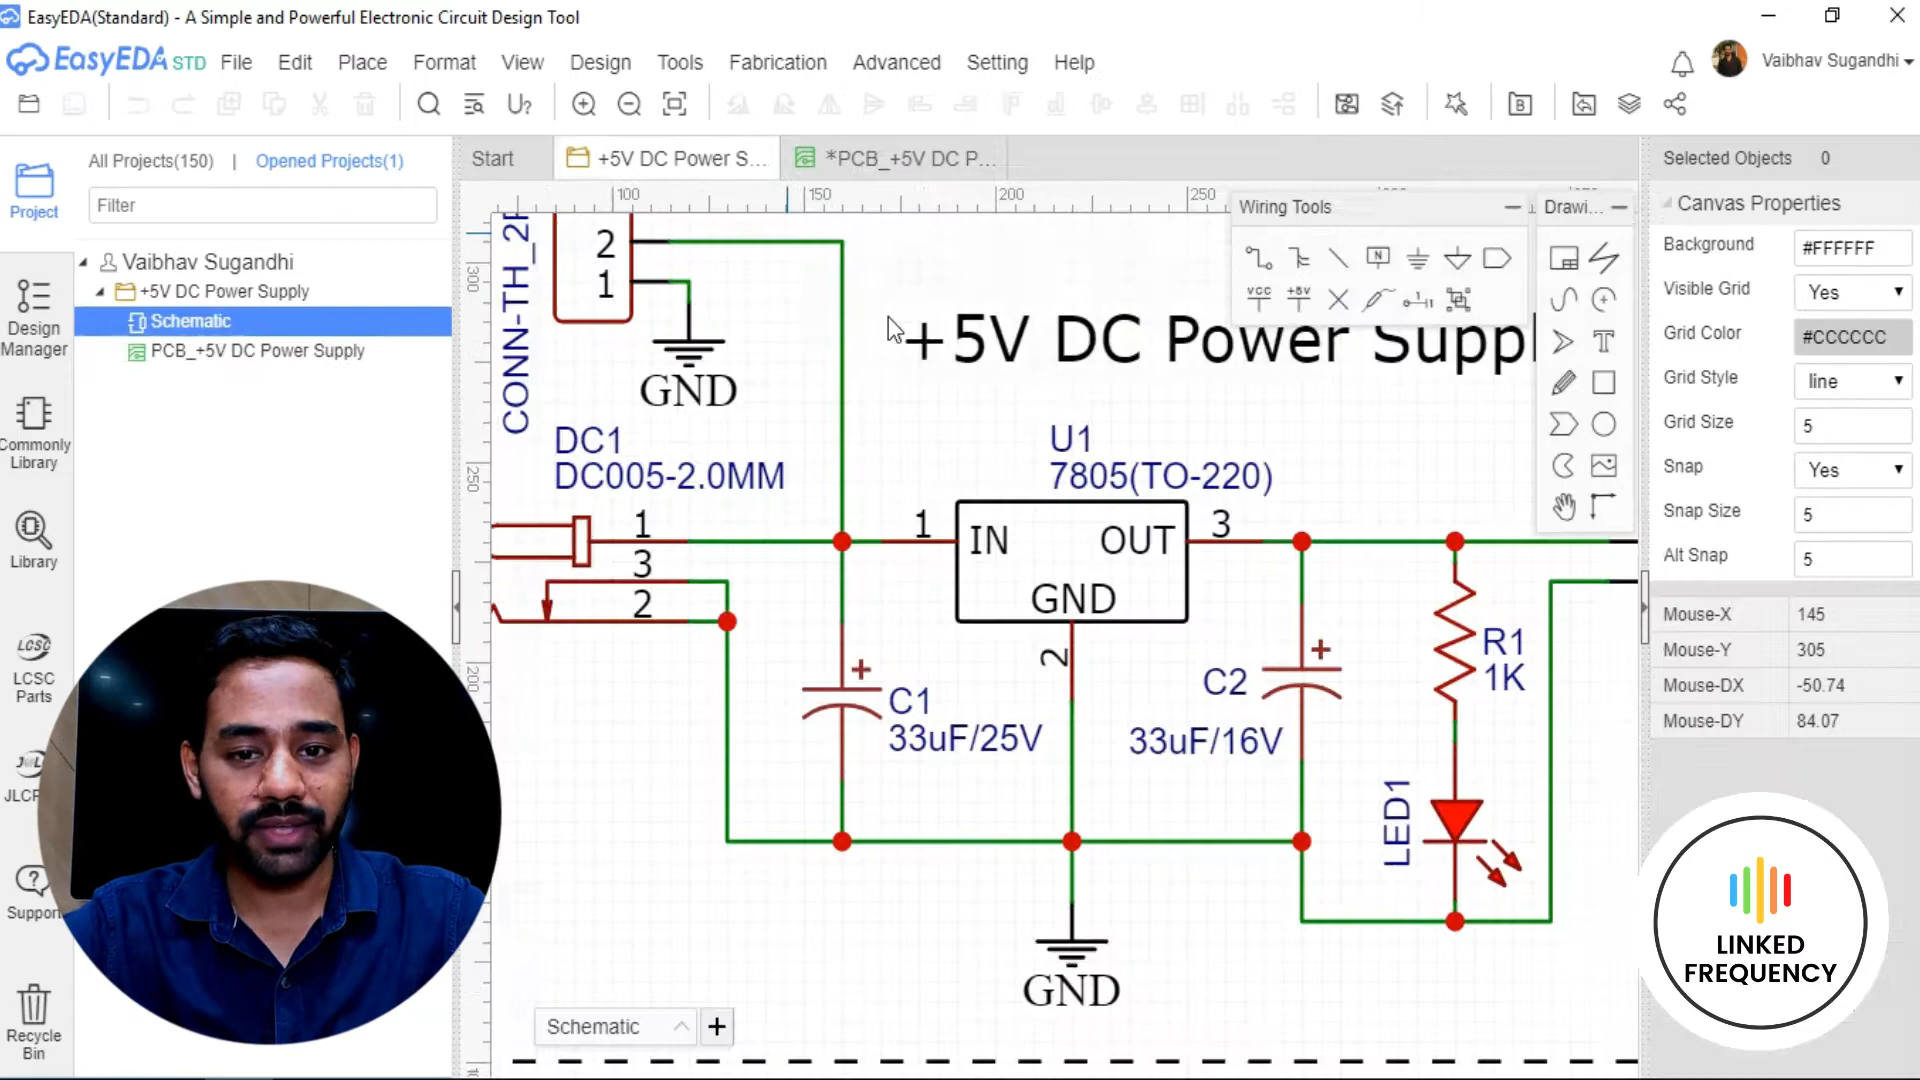 EasyEDA(Standard) - A Simple and Powerful Electronic Circuit Design Tool
EasyEDA STD File Edit Place Format View Design Tools Fabrication Advanced Setting Help
Vaibhav Sugandhi
All Projects(150) | Opened Projects(1)
Filter
Vaibhav Sugandhi
+5V DC Power Supply
Schematic
PCB_+5V DC Power Supply
Project
Design
Manager
Commonly
Library
Library
LCSC
LCSC
Parts
JLCP
Support
Recycle
Bin
Start
+5V DC Power S...
*PCB_+5V DC P...
100
150
200
250
300
250
200
Wiring Tools
N
VCC
+5V
Drawi...
T
CONN-TH_2P
2
1
GND
+5V DC Power Suppl
DC1
DC005-2.0MM
1
3
2
U1
7805(TO-220)
1
IN
OUT
3
GND
2
C1
33uF/25V
C2
33uF/16V
R1
1K
LED1
GND
Schematic
Selected Objects 0
Canvas Properties
Background #FFFFFF
Visible Grid Yes
Grid Color #CCCCCC
Grid Style line
Grid Size 5
Snap Yes
Snap Size 5
Alt Snap 5
Mouse-X 145
Mouse-Y 305
Mouse-DX -50.74
Mouse-DY 84.07
LINKED
FREQUENCY